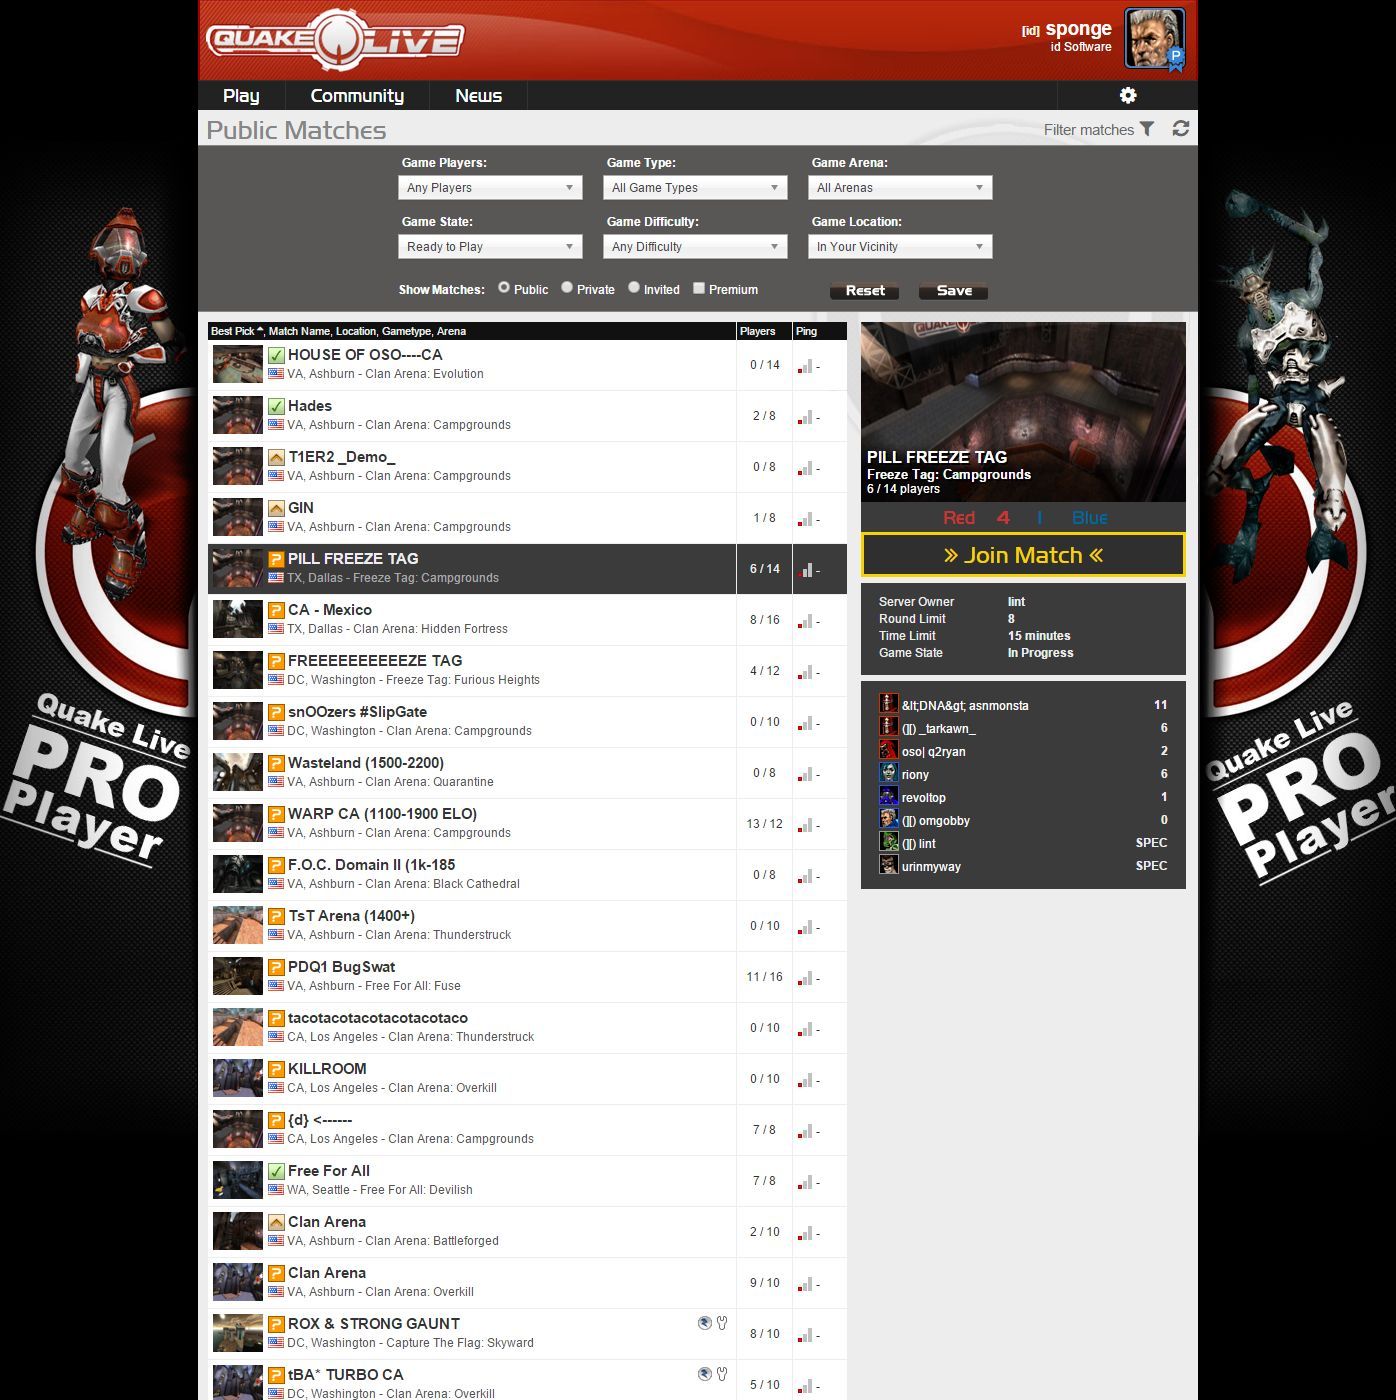 QUAKE LIVE
[id] sponge
id Software
P
Play Community News
Public Matches
Filter matches
Game Players: Game Type: Game Arena:
Any Players All Game Types All Arenas
Game State: Game Difficulty: Game Location:
Ready to Play Any Difficulty In Your Vicinity
Show Matches: Public Private Invited Premium Reset Save
Best Pick, Match Name, Location, Gametype, Arena Players Ping
HOUSE OF OSO----CA
VA, Ashburn - Clan Arena: Evolution
0 / 14 -
Hades
VA, Ashburn - Clan Arena: Campgrounds
2 / 8 -
T1ER2 _Demo_
VA, Ashburn - Clan Arena: Campgrounds
0 / 8 -
GIN
VA, Ashburn - Clan Arena: Campgrounds
1 / 8 -
PILL FREEZE TAG
TX, Dallas - Freeze Tag: Campgrounds
6 / 14 -
CA - Mexico
TX, Dallas - Clan Arena: Hidden Fortress
8 / 16 -
FREEEEEEEEEEZE TAG
DC, Washington - Freeze Tag: Furious Heights
4 / 12 -
snOOzers #SlipGate
DC, Washington - Clan Arena: Campgrounds
0 / 10 -
Wasteland (1500-2200)
VA, Ashburn - Clan Arena: Quarantine
0 / 8 -
WARP CA (1100-1900 ELO)
VA, Ashburn - Clan Arena: Campgrounds
13 / 12 -
F.O.C. Domain II (1k-185
VA, Ashburn - Clan Arena: Black Cathedral
0 / 8 -
TsT Arena (1400+)
VA, Ashburn - Clan Arena: Thunderstruck
0 / 10 -
PDQ1 BugSwat
VA, Ashburn - Free For All: Fuse
11 / 16 -
tacotacotacotacotacotaco
CA, Los Angeles - Clan Arena: Thunderstruck
0 / 10 -
KILLROOM
CA, Los Angeles - Clan Arena: Overkill
0 / 10 -
{d} <------
CA, Los Angeles - Clan Arena: Campgrounds
7 / 8 -
Free For All
WA, Seattle - Free For All: Devilish
7 / 8 -
Clan Arena
VA, Ashburn - Clan Arena: Battleforged
2 / 10 -
Clan Arena
VA, Ashburn - Clan Arena: Overkill
9 / 10 -
ROX & STRONG GAUNT
DC, Washington - Capture The Flag: Skyward
8 / 10 -
tBA* TURBO CA
DC, Washington - Clan Arena: Overkill
5 / 10 -
QUAKE
PILL FREEZE TAG
Freeze Tag: Campgrounds
6 / 14 players
Red 4 1 Blue
» Join Match «
Server Owner lint
Round Limit 8
Time Limit 15 minutes
Game State In Progress
&lt;DNA&gt; asnmonsta 11
(][) _tarkawn_ 6
oso| q2ryan 2
riony 6
revoltop 1
(][) omgobby 0
(][) lint SPEC
urinmyway SPEC
Quake Live
PRO
Player
Quake Live
PRO
Player